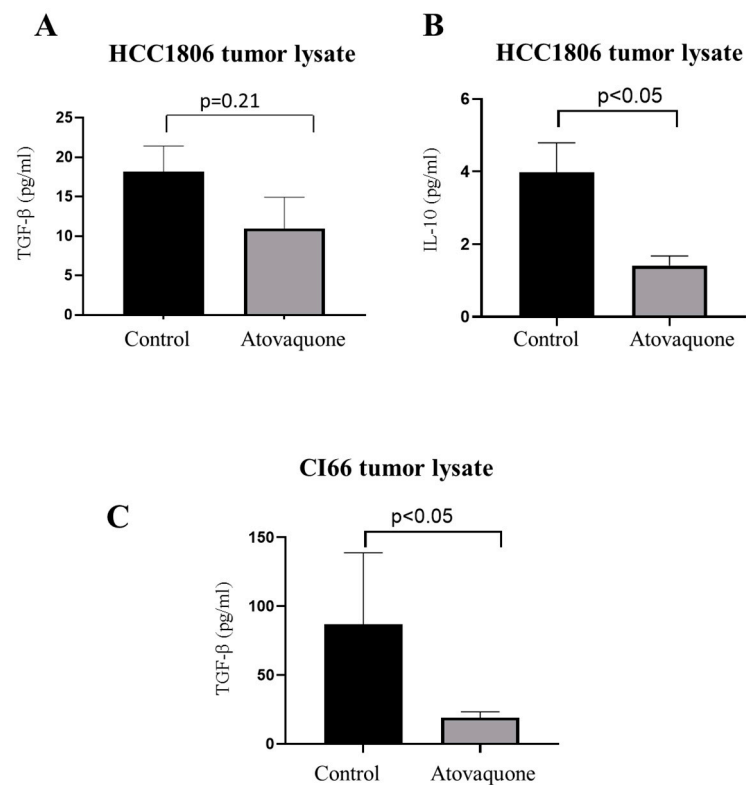 A
HCC1806 tumor lysate
p=0.21
25
20
15
10
5
0
TGF-β (pg/ml)
Control
Atovaquone
B
HCC1806 tumor lysate
p<0.05
6
4
2
0
IL-10 (pg/ml)
Control
Atovaquone
CI66 tumor lysate
C
p<0.05
150
100
50
0
TGF-β (pg/ml)
Control
Atovaquone